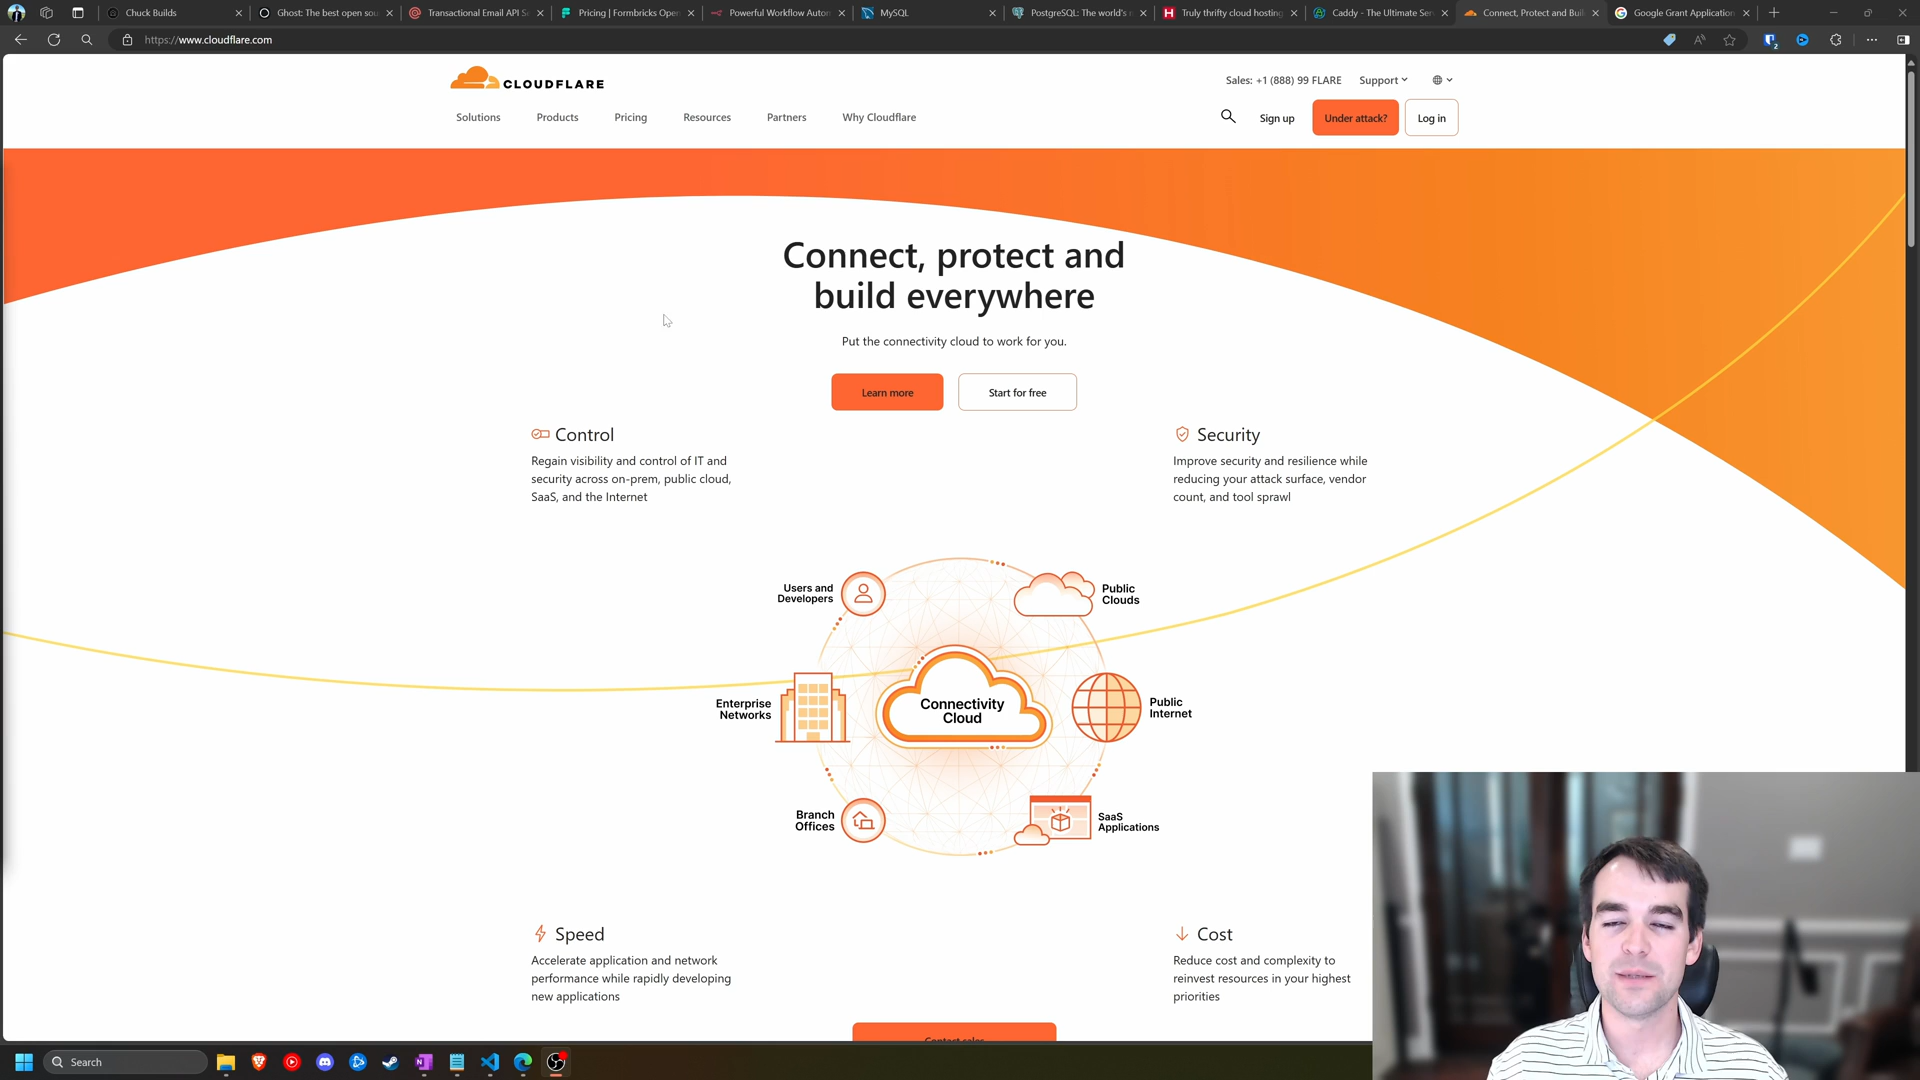 Chuck Builds
Ghost: The best open sou
Transactional Email API Se
Pricing | Formbricks Open
Powerful Workflow Autom
MySQL
PostgreSQL: The world's m
Truly thrifty cloud hosting
Caddy - The Ultimate Serv
Connect, Protect and Buil
Google Grant Application
https://www.cloudflare.com
CLOUDFLARE
Sales: +1 (888) 99 FLARE
Support
Solutions
Products
Pricing
Resources
Partners
Why Cloudflare
Sign up
Under attack?
Log in
Connect, protect and
build everywhere
Put the connectivity cloud to work for you.
Learn more
Start for free
Control
Regain visibility and control of IT and
security across on-prem, public cloud,
SaaS, and the Internet
Security
Improve security and resilience while
reducing your attack surface, vendor
count, and tool sprawl
Users and
Developers
Public
Clouds
Enterprise
Networks
Connectivity
Cloud
Public
Internet
Branch
Offices
SaaS
Applications
Speed
Accelerate application and network
performance while rapidly developing
new applications
Cost
Reduce cost and complexity to
reinvest resources in your highest
priorities
Contact sales
Search